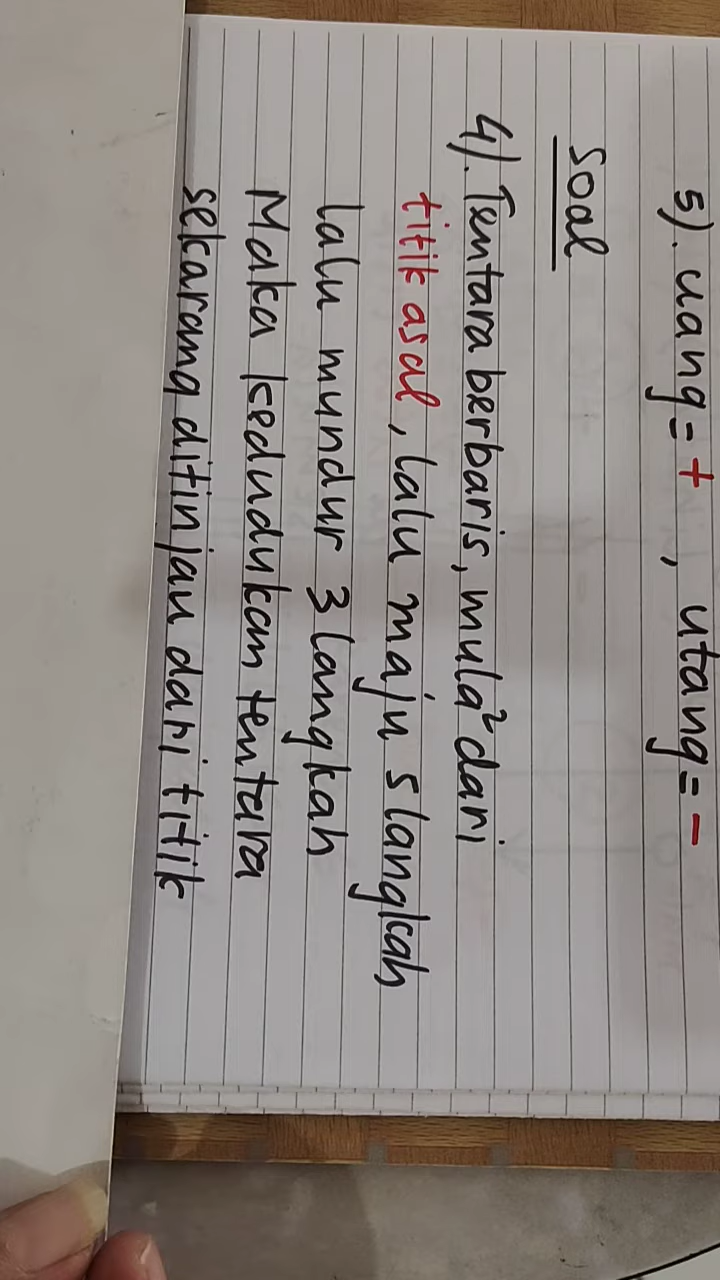 5). uang = + , utang = -
Soal
4). Tentara berbaris, mula² dari
titik asal, lalu maju 5 langkah
lalu mundur 3 langkah
Maka kedudukan tentara
sekarang ditinjau dari titik